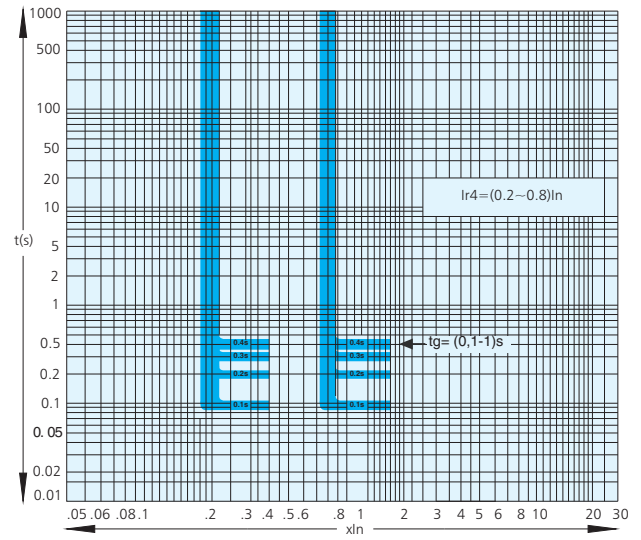 1000
500
100
50
20
10
5
2
1
0.5
0.2
0.1
0.05
0.02
0.01
t(s)
Ir4=(0.2~0.8)In
0.4s
0.3s
0.2s
0.1s
0.4s
0.3s
0.2s
0.1s
tg= (0,1-1)s
.05 .06 .08 .1 .2 .3 .4 .5 .6 .8 1 2 3 4 5 6 8 10 20 30
xIn